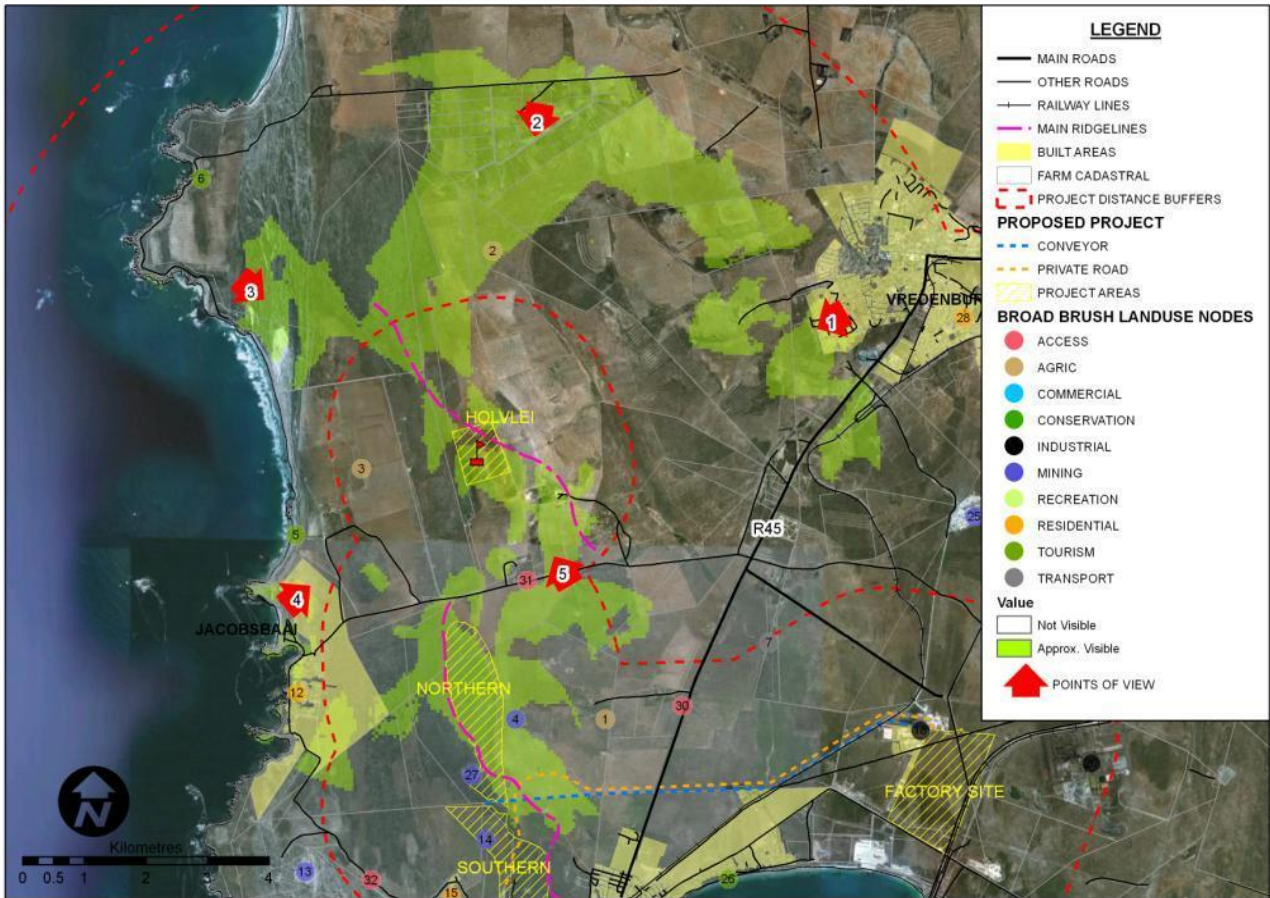 LEGEND
MAIN ROADS
OTHER ROADS
RAILWAY LINES
MAIN RIDGELINES
BUILT AREAS
FARM CADASTRAL
PROJECT DISTANCE BUFFERS
PROPOSED PROJECT
CONVEYOR
PRIVATE ROAD
PROJECT AREAS
BROAD BRUSH LANDUSE NODES
ACCESS
AGRIC
COMMERCIAL
CONSERVATION
INDUSTRIAL
MINING
RECREATION
RESIDENTIAL
TOURISM
TRANSPORT
Value
Not Visible
Approx. Visible
POINTS OF VIEW
2
6
2
3
1
VREDENBUR
28
HOLVLEI
3
25
5
R45
5
31
4
JACOBSBAAI
7
12
NORTHERN
4
1
30
27
FACTORY SITE
14
SOUTHERN
13
32
15
26
N
Kilometres
0 0.5 1 2 3 4